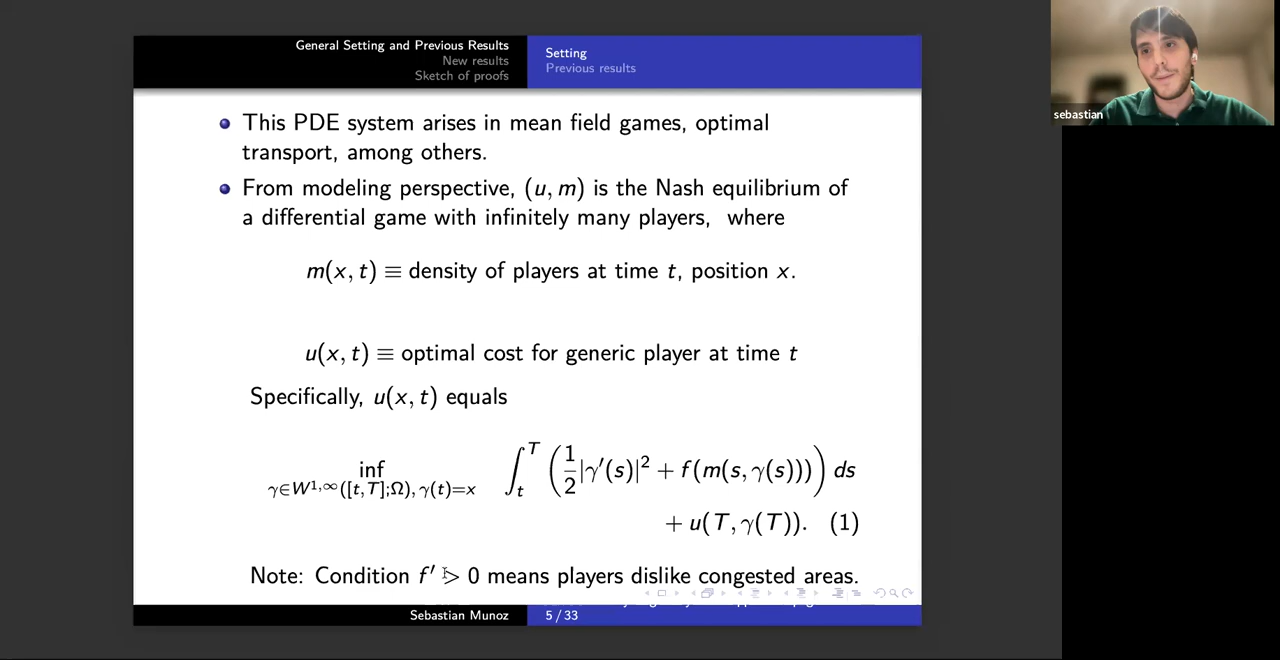 General Setting and Previous Results
New results
Sketch of proofs
Setting
Previous results
This PDE system arises in mean field games, optimal
transport, among others.
From modeling perspective, (u, m) is the Nash equilibrium of
a differential game with infinitely many players, where
m(x, t) ≡ density of players at time t, position x.
u(x, t) ≡ optimal cost for generic player at time t
Specifically, u(x, t) equals
inf_{γ∈W^{1,∞}([t,T];Ω), γ(t)=x} ∫_t^T (1/2|γ′(s)|² + f(m(s, γ(s)))) ds
+ u(T, γ(T)). (1)
Note: Condition f′ > 0 means players dislike congested areas.
Sebastian Munoz
5 / 33
sebastian